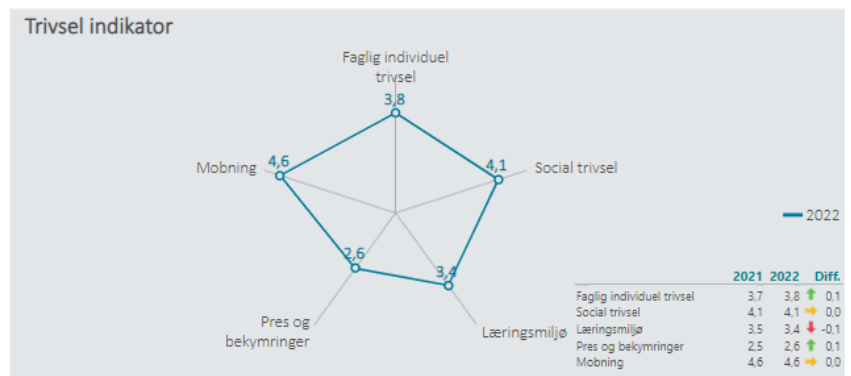 Trivsel indikator
Faglig individuel
trivsel
3,8
4,6
Mobning
4,1
Social trivsel
2022
2,6
3,4
Pres og
bekymringer
Læringsmiljø
2021 2022 Diff.
Faglig individuel trivsel 3,7 3,8 0,1
Social trivsel 4,1 4,1 0,0
Læringsmiljø 3,5 3,4 -0,1
Pres og bekymringer 2,5 2,6 0,1
Mobning 4,6 4,6 0,0